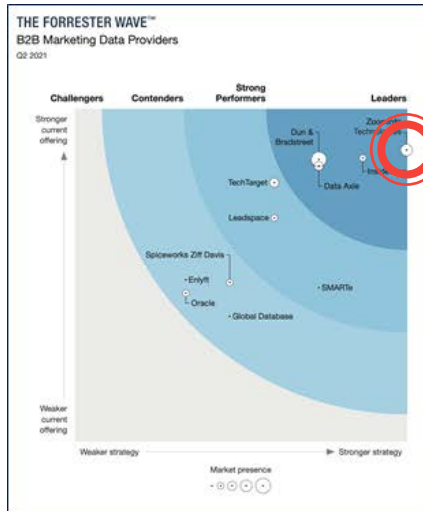 THE FORRESTER WAVE™
B2B Marketing Data Providers
Q2 2021
Challengers
Contenders
Strong
Performers
Leaders
Stronger
current
offering
Dun &
Bradstreet
Data Axle
TechTarget
Leadspace
Spiceworks Ziff Davis
Enlyft
Oracle
SMARTe
Global Database
Weaker
current
offering
Weaker strategy
Stronger strategy
Market presence